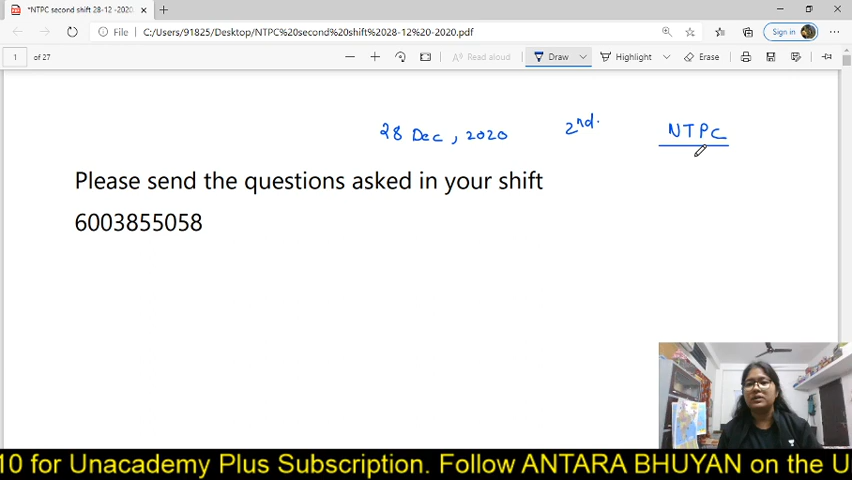 *NTPC second shift 28-12 -2020.
File C:/Users/91825/Desktop/NTPC%20second%20shift%2028-12%20-2020.pdf
Sign in
1 of 27
Read aloud Draw Highlight Erase
28 Dec , 2020 2nd. NTPC
Please send the questions asked in your shift
6003855058
10 for Unacademy Plus Subscription. Follow ANTARA BHUYAN on the U